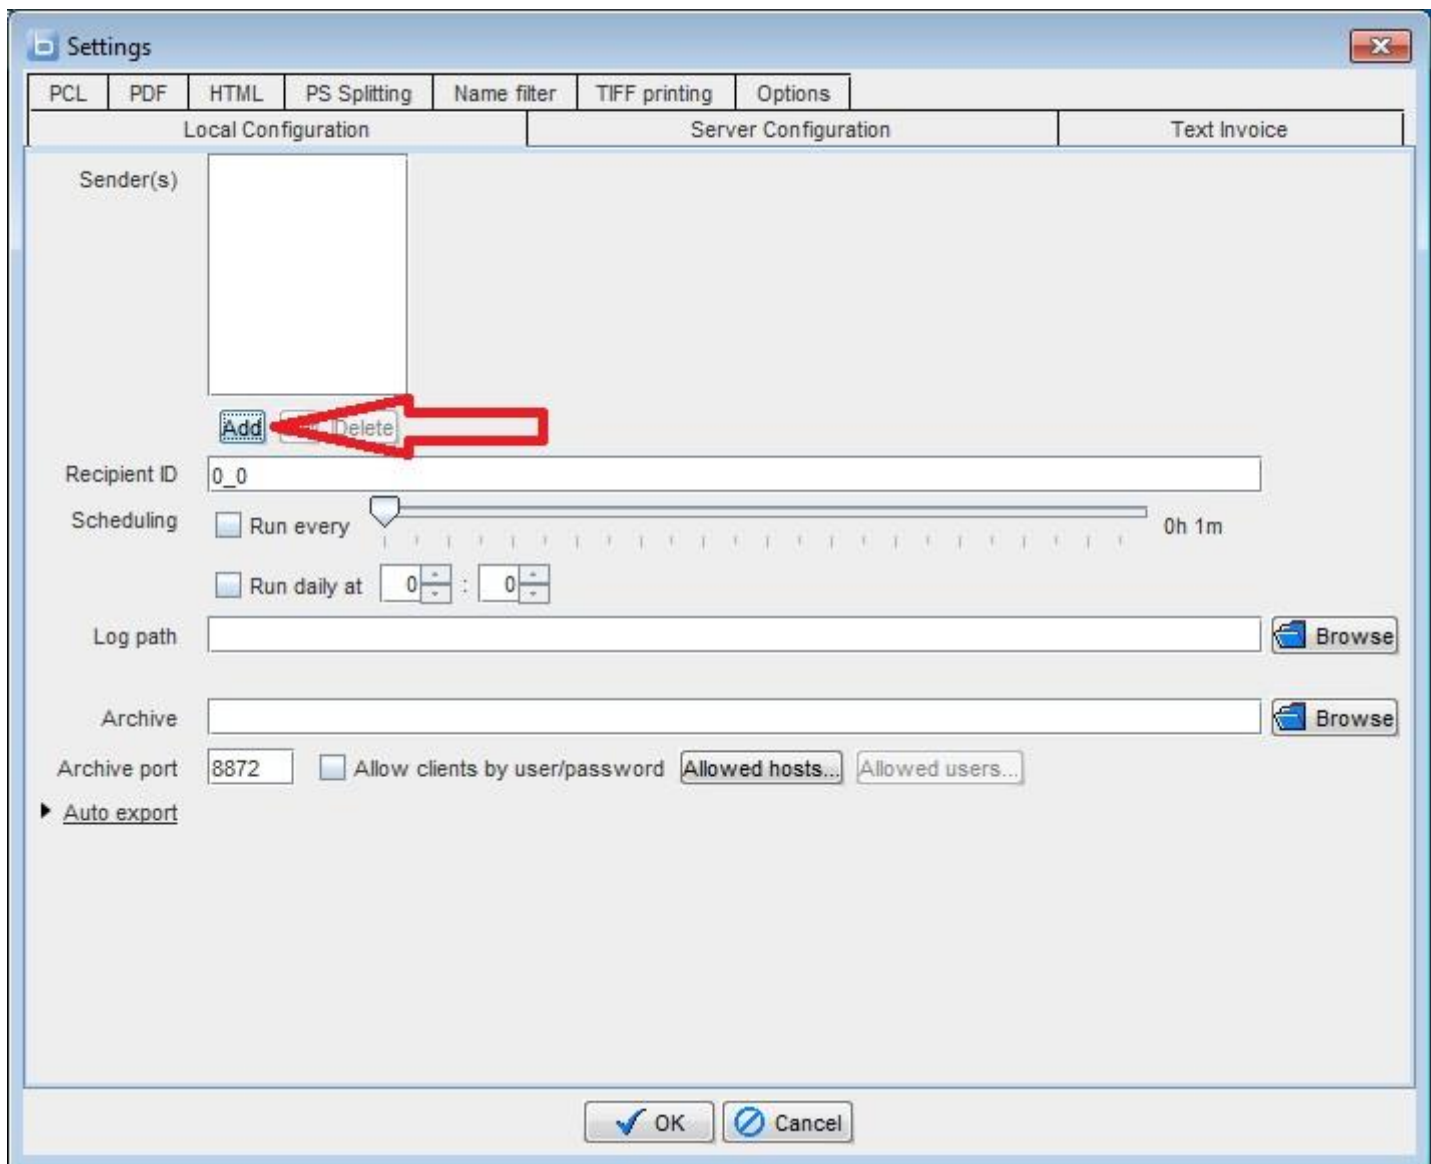 Settings
PCL PDF HTML PS Splitting Name filter TIFF printing Options
Local Configuration Server Configuration Text Invoice
Sender(s)
Add Delete
Recipient ID 0_0
Scheduling Run every 0h 1m
Run daily at 0 : 0
Log path Browse
Archive Browse
Archive port 8872 Allow clients by user/password Allowed hosts... Allowed users...
Auto export
OK Cancel